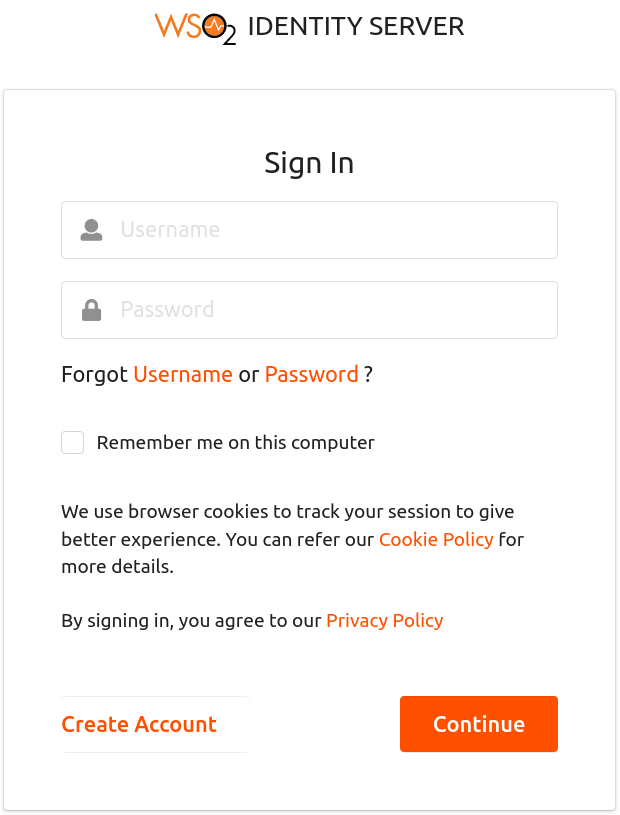 WSO2 IDENTITY SERVER
Sign In
Username
Password
Forgot Username or Password ?
Remember me on this computer
We use browser cookies to track your session to give
better experience. You can refer our Cookie Policy for
more details.
By signing in, you agree to our Privacy Policy
Create Account
Continue